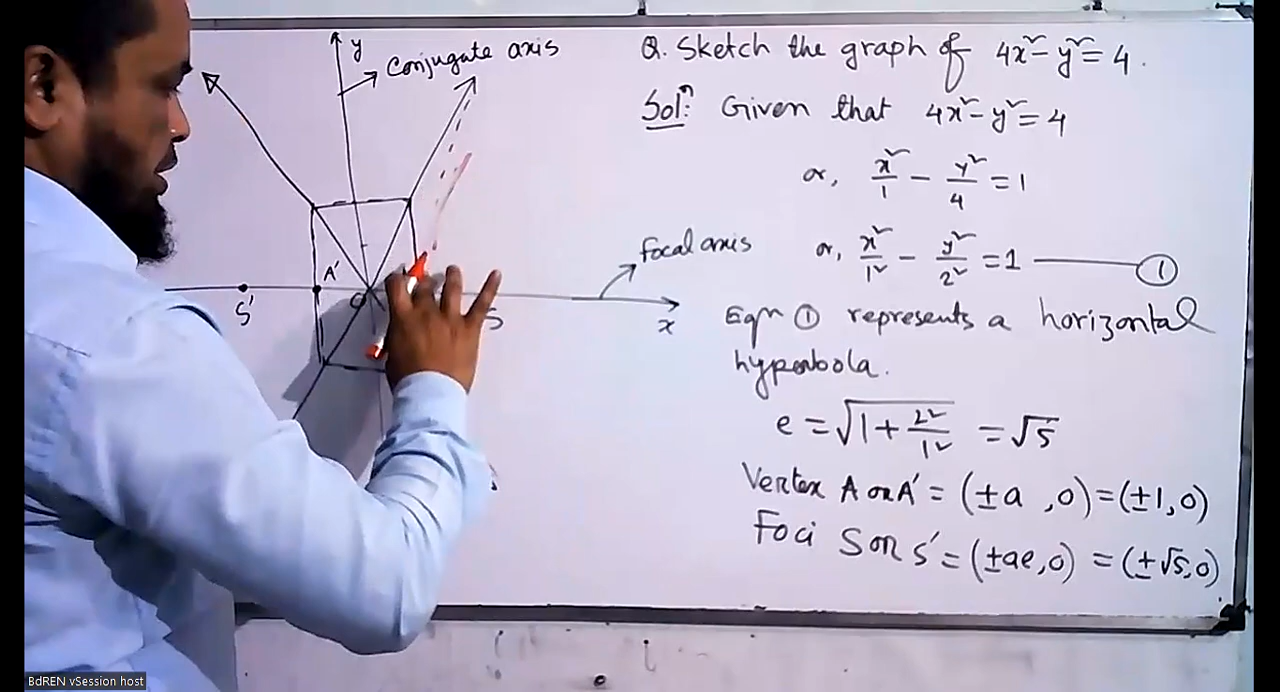 y
Conjugate axis
A'
S'
S
x
focal axis
Q. Sketch the graph of 4x² - y² = 4.
Solⁿ: Given that 4x² - y² = 4
or, x²/1 - y²/4 = 1
or, x²/1² - y²/2² = 1 ——— ①
Eqn ① represents a horizontal
hyperbola.
e = √(1 + 2²/1²) = √5
Vertex A or A' = (±a , 0) = (±1, 0)
Foci S or S' = (±ae, 0) = (±√5, 0)
BdREN vSession host